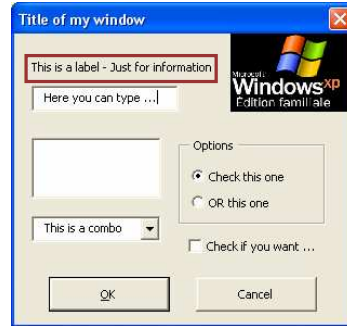 Title of my window
This is a label - Just for information
Here you can type ...
Microsoft
Windows xp
Édition familiale
Options
Check this one
OR this one
This is a combo
Check if you want ...
OK
Cancel